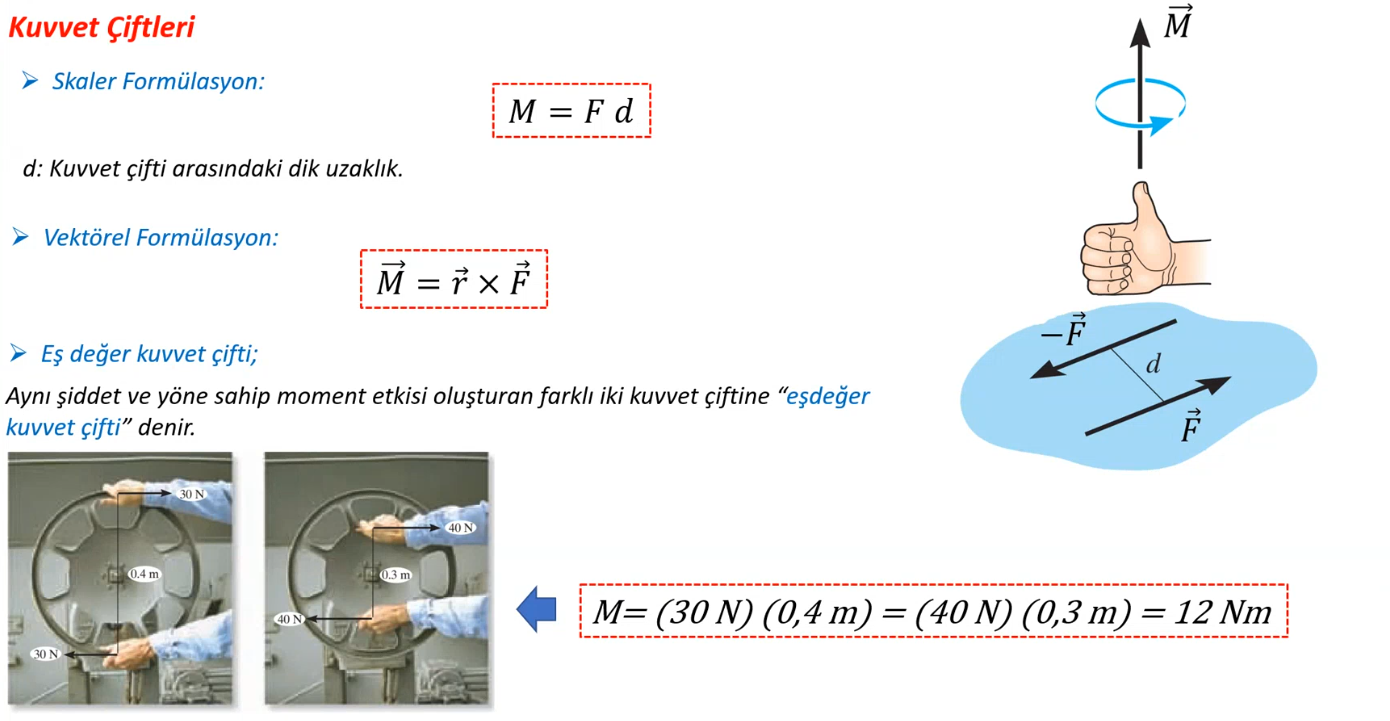 Kuvvet Çiftleri
➢ Skaler Formülasyon:
M = F d
d: Kuvvet çifti arasındaki dik uzaklık.
➢ Vektörel Formülasyon:
M⃗ = r⃗ × F⃗
➢ Eş değer kuvvet çifti;
Aynı şiddet ve yöne sahip moment etkisi oluşturan farklı iki kuvvet çiftine “eşdeğer
kuvvet çifti” denir.
M⃗
−F⃗
d
F⃗
30 N
0.4 m
30 N
40 N
0.3 m
40 N
M= (30 N) (0,4 m) = (40 N) (0,3 m) = 12 Nm